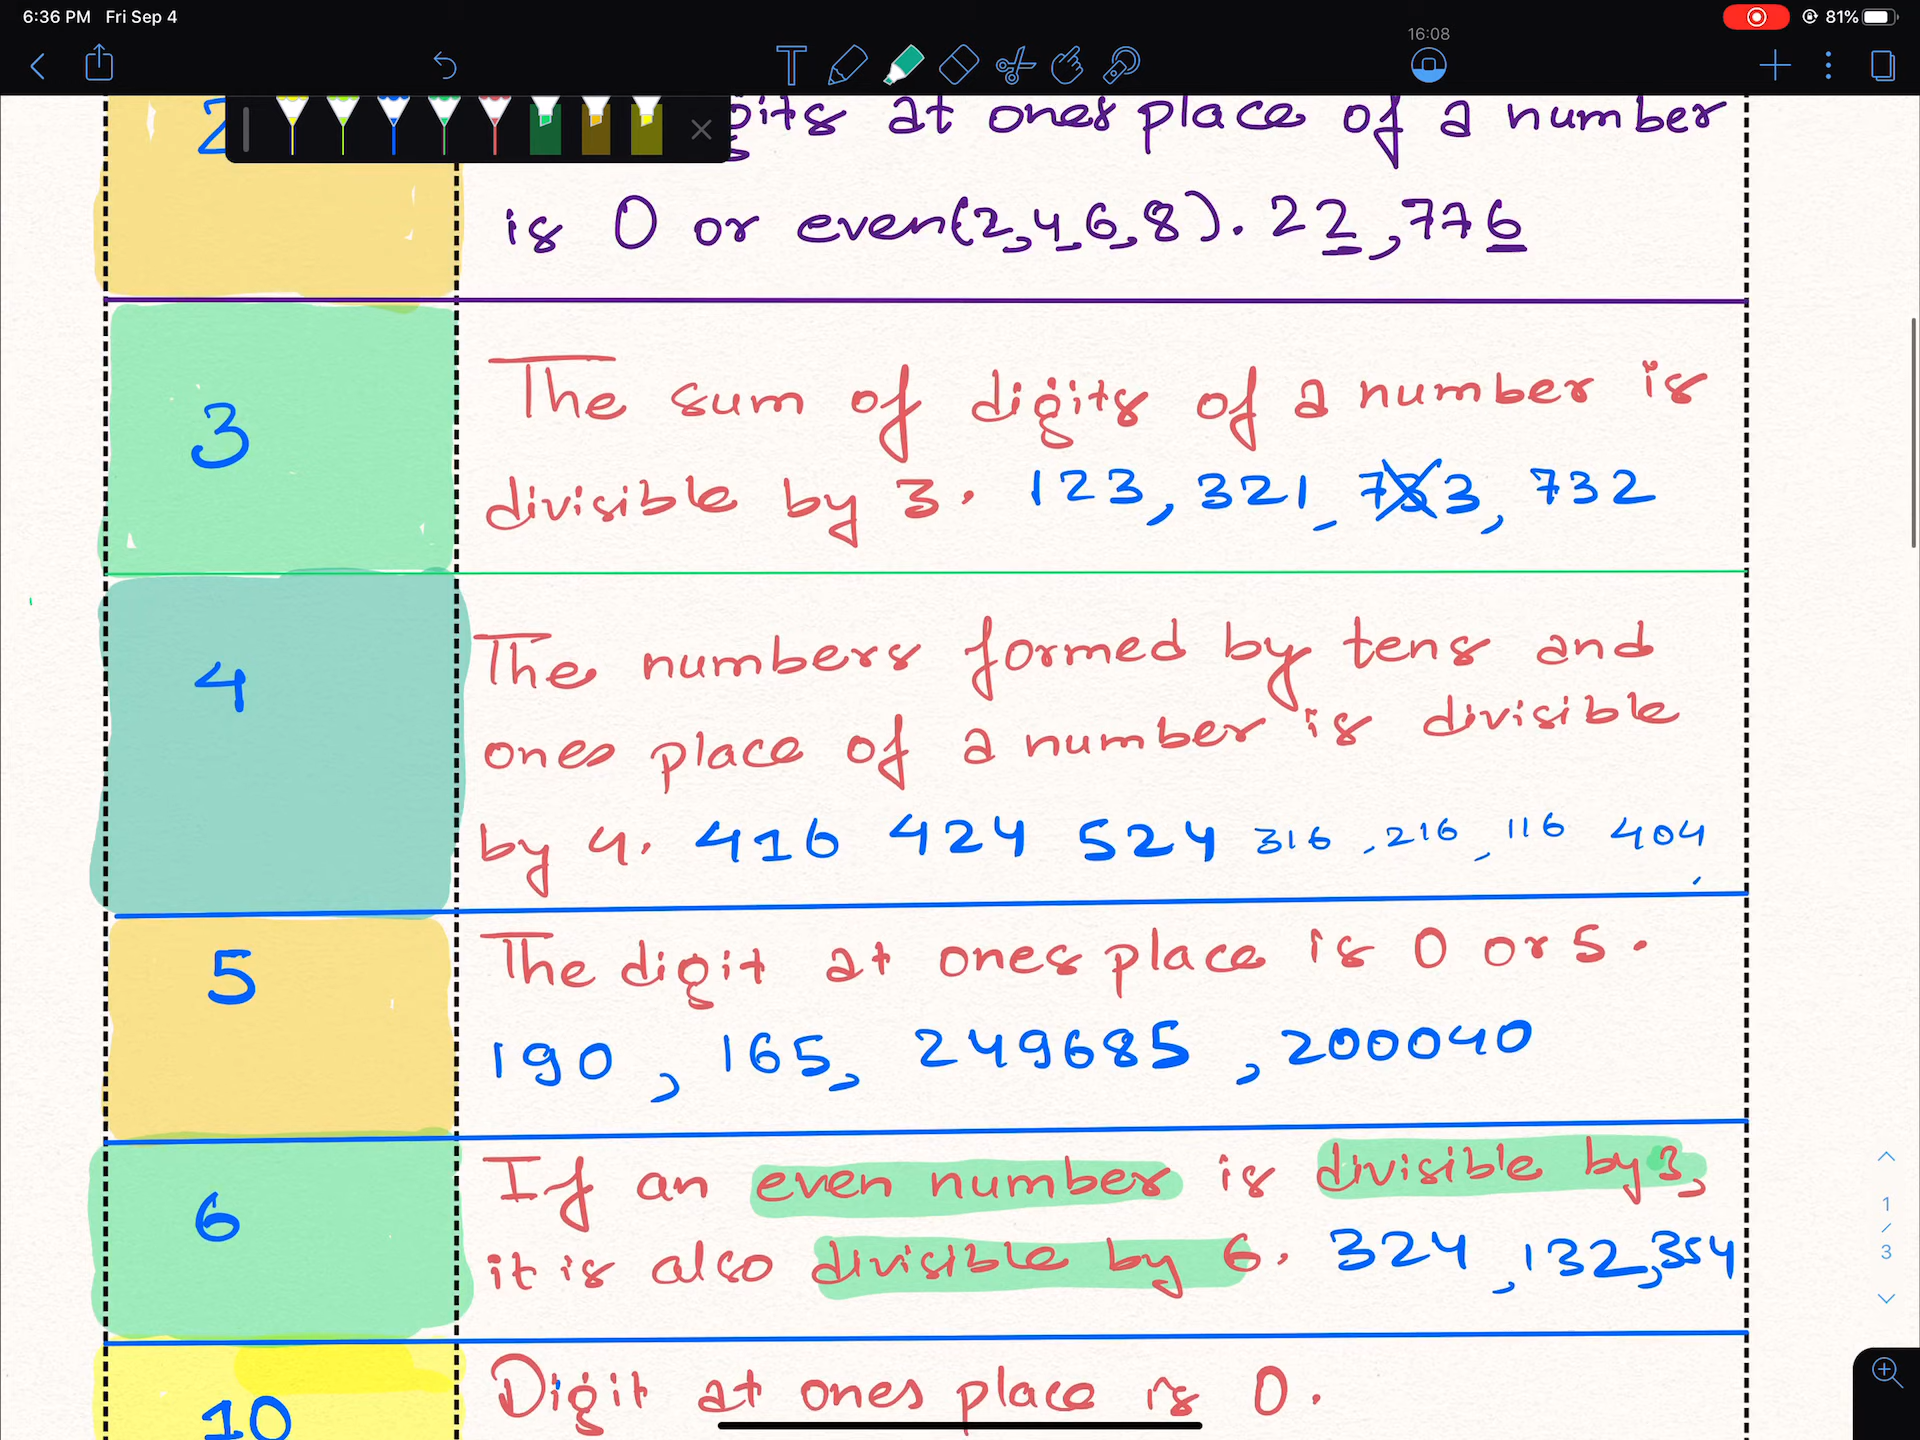 6:36 PM Fri Sep 4
81%
16:08
2
gits at ones place of a number
is 0 or even(2,4,6,8). 22, 776
3
The sum of digits of a number is
divisible by 3. 123, 321, 733, 732
4
The numbers formed by tens and
ones place of a number is divisible
by 4. 416 424 524 316, 216, 116 404,
5
The digit at ones place is 0 or 5.
190, 165, 249685, 200040
6
If an even number is divisible by 3,
it is also divisible by 6. 324, 132, 354
1
/
3
10
Digit at ones place is 0.